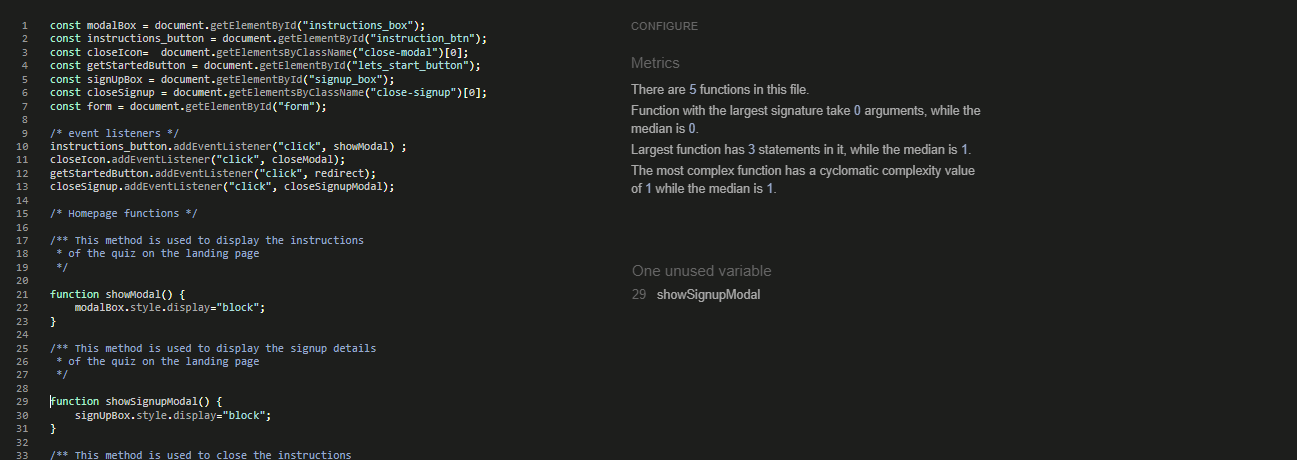 1 const modalBox = document.getElementById("instructions_box");
2 const instructions_button = document.getElementById("instruction_btn");
3 const closeIcon=  document.getElementsByClassName("close-modal")[0];
4 const getStartedButton = document.getElementById("lets_start_button");
5 const signUpBox = document.getElementById("signup_box");
6 const closeSignup = document.getElementsByClassName("close-signup")[0];
7 const form = document.getElementById("form");
8
9 /* event listeners */
10 instructions_button.addEventListener("click", showModal) ;
11 closeIcon.addEventListener("click", closeModal);
12 getStartedButton.addEventListener("click", redirect);
13 closeSignup.addEventListener("click", closeSignupModal);
14
15 /* Homepage functions */
16
17 /** This method is used to display the instructions
18  * of the quiz on the landing page
19  */
20
21 function showModal() {
22     modalBox.style.display="block";
23 }
24
25 /** This method is used to display the signup details
26  * of the quiz on the landing page
27  */
28
29 function showSignupModal() {
30     signUpBox.style.display="block";
31 }
32
33 /** This method is used to close the instructions
CONFIGURE
Metrics
There are 5 functions in this file.
Function with the largest signature take 0 arguments, while the
median is 0.
Largest function has 3 statements in it, while the median is 1.
The most complex function has a cyclomatic complexity value
of 1 while the median is 1.
One unused variable
29 showSignupModal